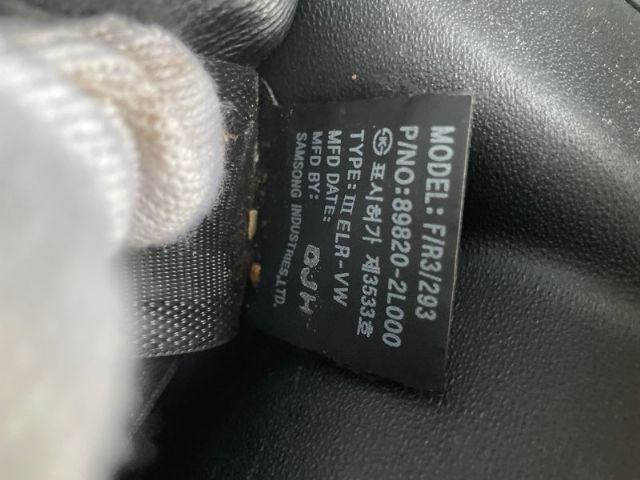 MODEL: F/R3/293
P/NO:89820-2L000
표시허가 제3533호
TYPE: III ELR-VW
MFD DATE:
MFD BY:
SAMSONG INDUSTRIES,LTD.